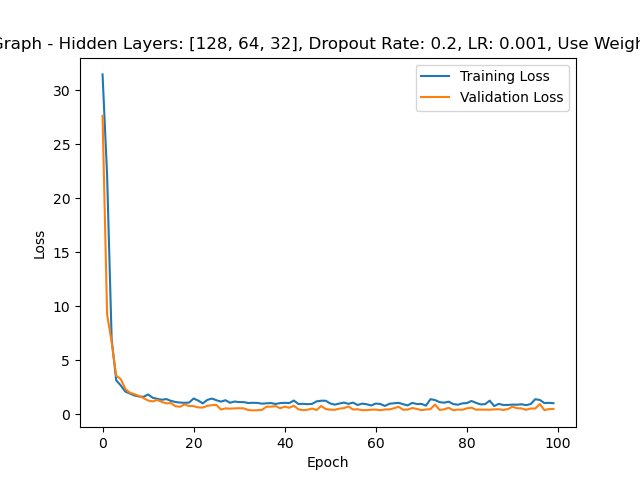 Graph - Hidden Layers: [128, 64, 32], Dropout Rate: 0.2, LR: 0.001, Use Weigh
Training Loss
Validation Loss
30
25
20
15
10
5
0
Loss
0 20 40 60 80 100
Epoch